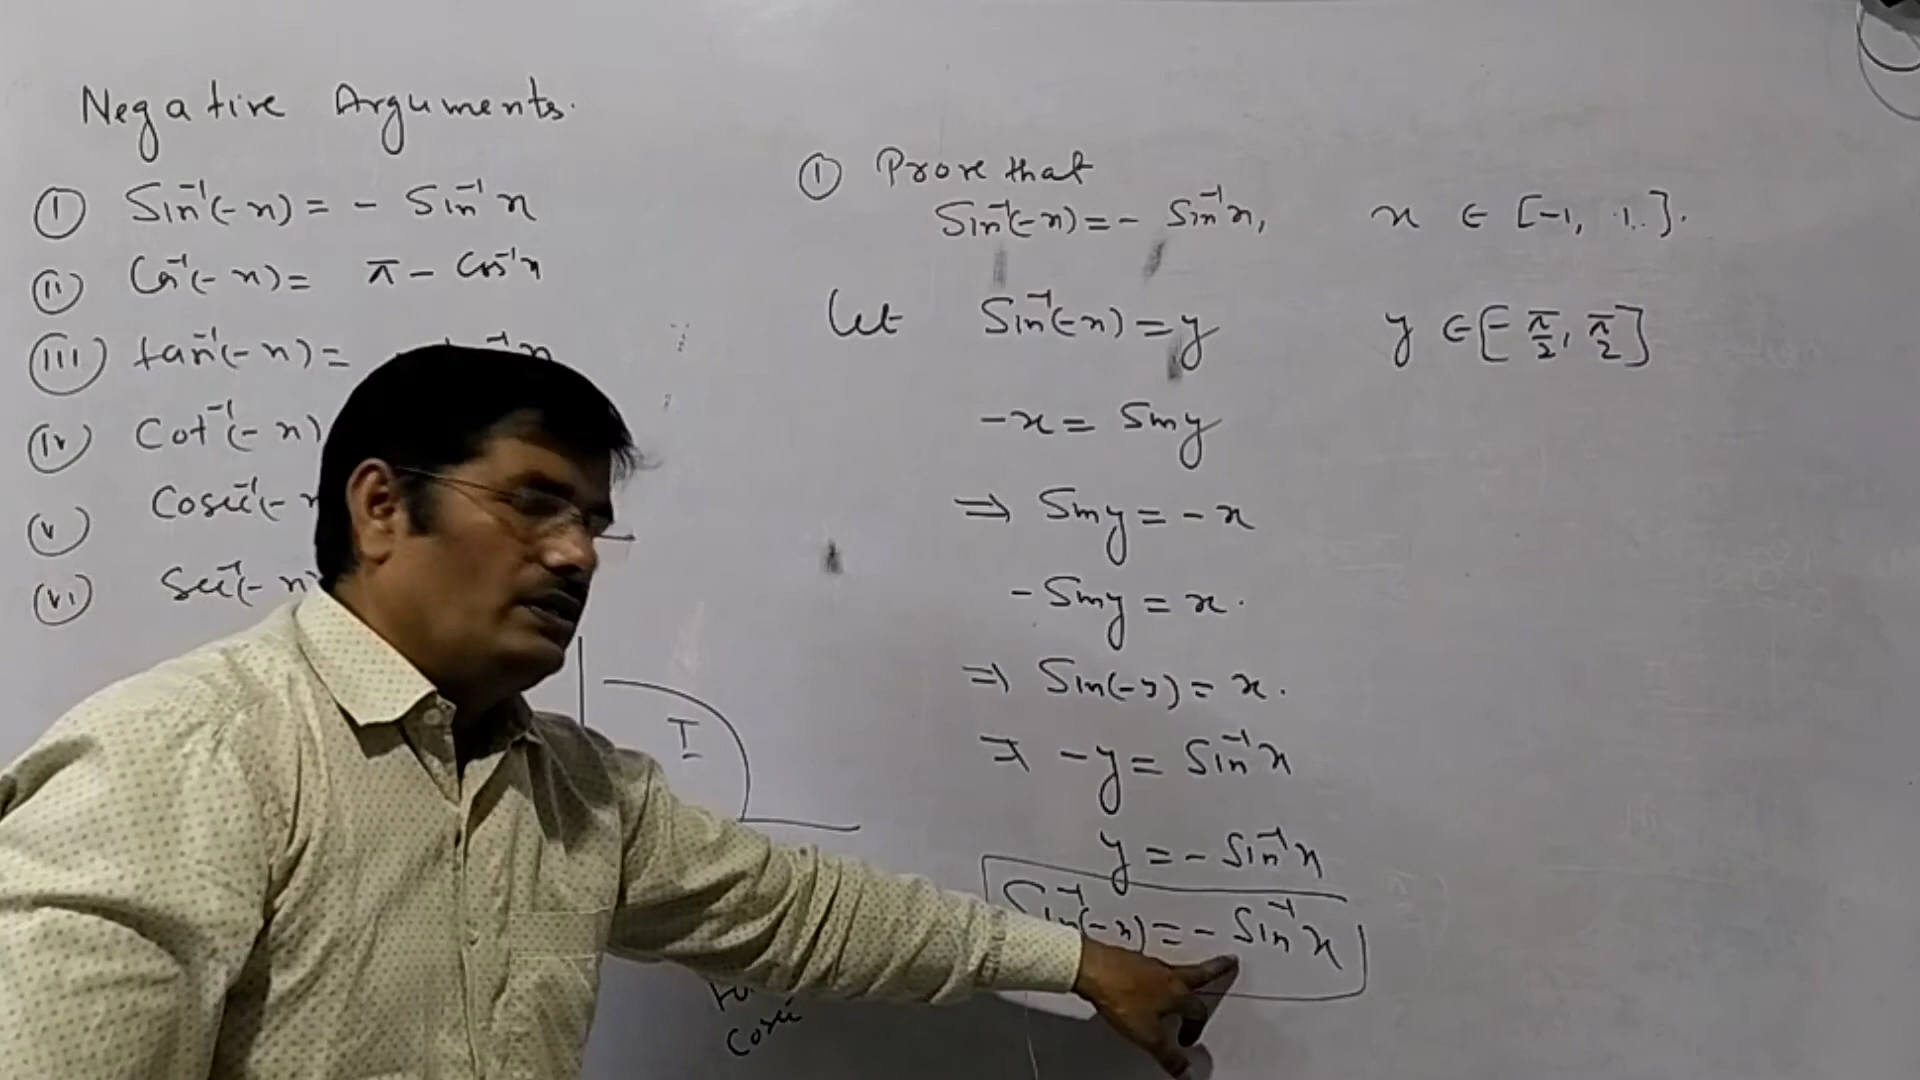 Negative Arguments.
(i) Sin⁻¹(-x) = - Sin⁻¹x
(ii) Cos⁻¹(-x) = π - Cos⁻¹x
(iii) tan⁻¹(-x) =
(iv) Cot⁻¹(-x)
(v) Cosec⁻¹(-x
(vi) Sec⁻¹(-x)
I
Cosec
① Prove that
Sin⁻¹(-x) = - Sin⁻¹x, x ∈ [-1, 1].
Let Sin⁻¹(-x) = y y ∈ [-π/2, π/2]
-x = Sin y
⇒ Sin y = -x
- Sin y = x.
⇒ Sin(-y) = x.
⇒ -y = Sin⁻¹x
y = - Sin⁻¹x
Sin⁻¹(-x) = - Sin⁻¹x